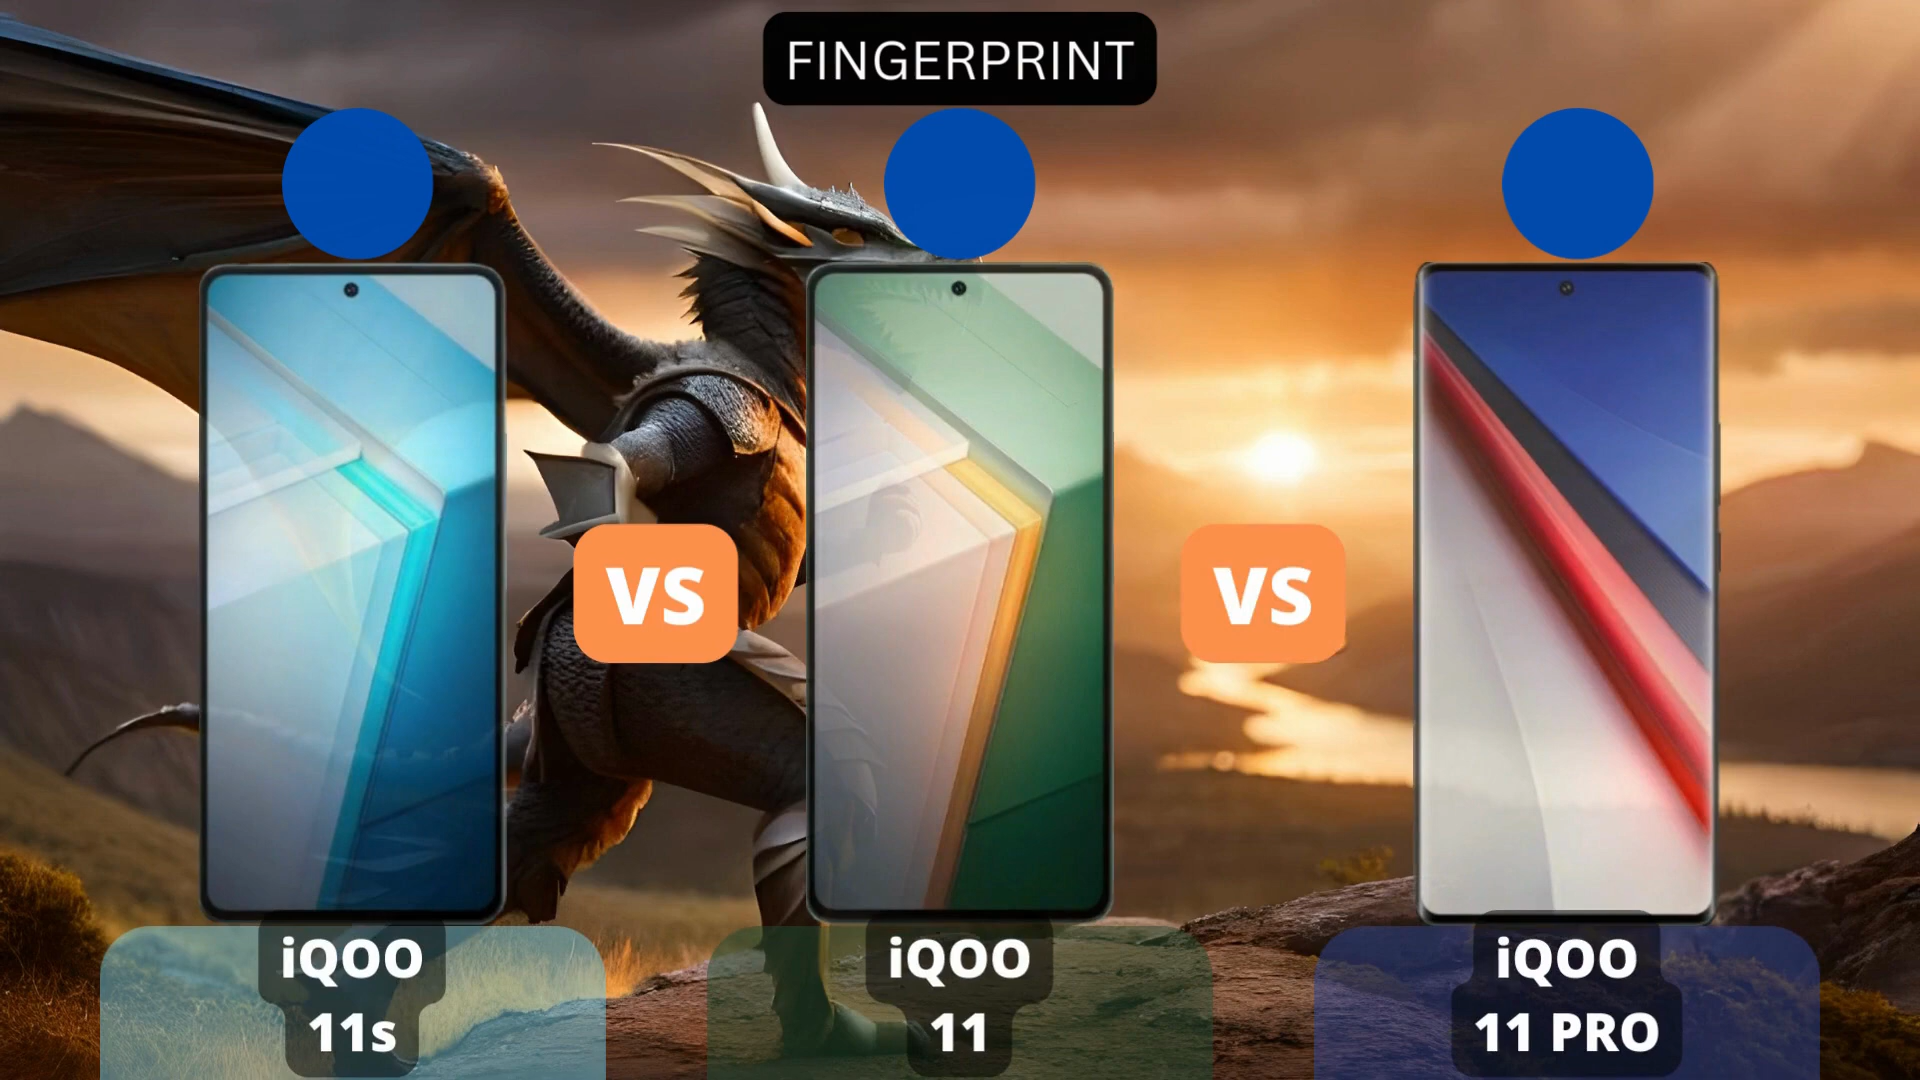 FINGERPRINT
VS
VS
iQOO
11s
iQOO
11
iQOO
11 PRO